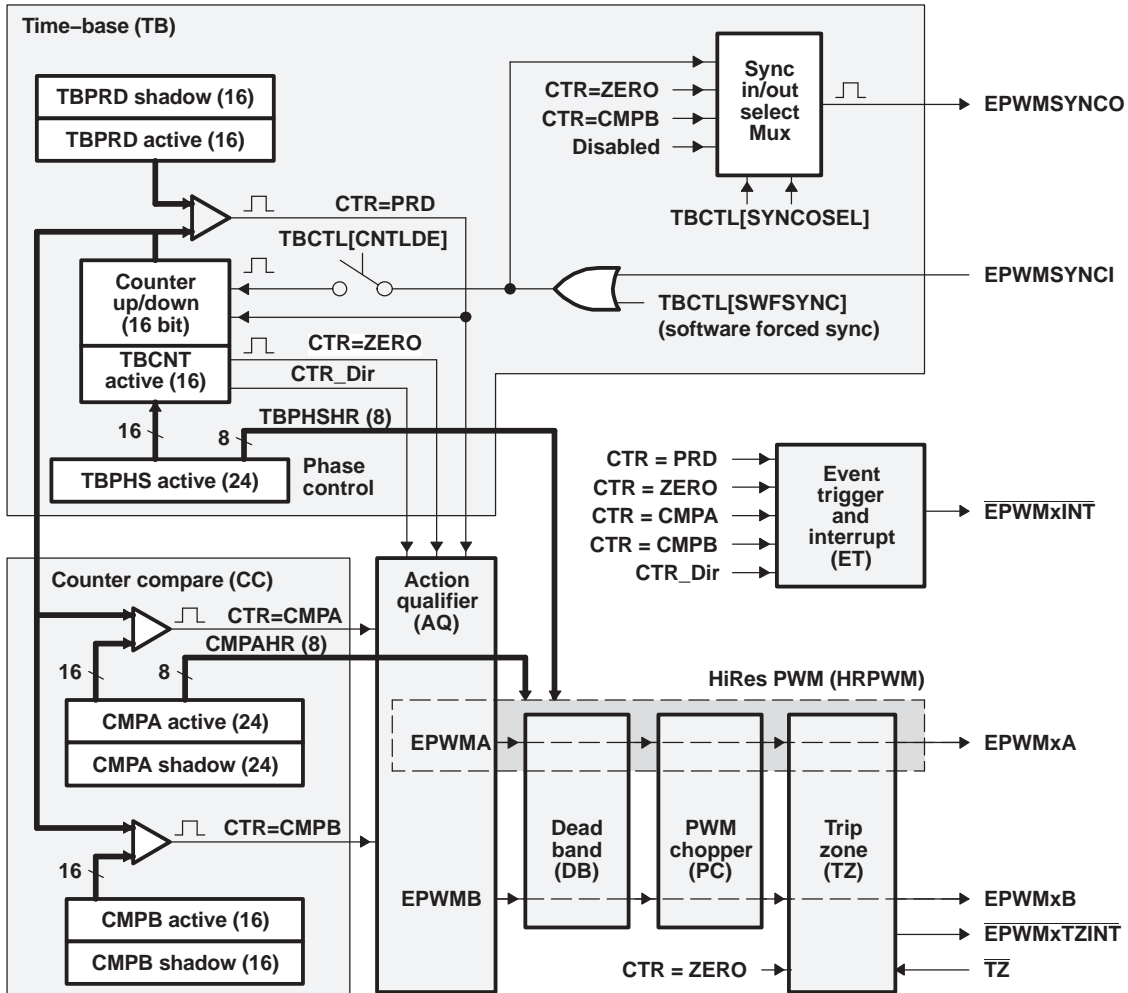 Time–base (TB)
TBPRD shadow (16)
TBPRD active (16)
CTR=PRD
TBCTL[CNTLDE]
Counter
up/down
(16 bit)
TBCNT
active (16)
CTR=ZERO
CTR_Dir
16
8
TBPHSHR (8)
TBPHS active (24)
Phase
control
CTR=ZERO
CTR=CMPB
Disabled
Sync
in/out
select
Mux
TBCTL[SYNCOSEL]
EPWMSYNCO
EPWMSYNCI
TBCTL[SWFSYNC]
(software forced sync)
CTR = PRD
CTR = ZERO
CTR = CMPA
CTR = CMPB
CTR_Dir
Event
trigger
and
interrupt
(ET)
EPWMxINT
Counter compare (CC)
CTR=CMPA
16
8
CMPAHR (8)
CMPA active (24)
CMPA shadow (24)
CTR=CMPB
16
CMPB active (16)
CMPB shadow (16)
Action
qualifier
(AQ)
EPWMA
EPWMB
HiRes PWM (HRPWM)
Dead
band
(DB)
PWM
chopper
(PC)
Trip
zone
(TZ)
CTR = ZERO
EPWMxA
EPWMxB
EPWMxTZINT
TZ